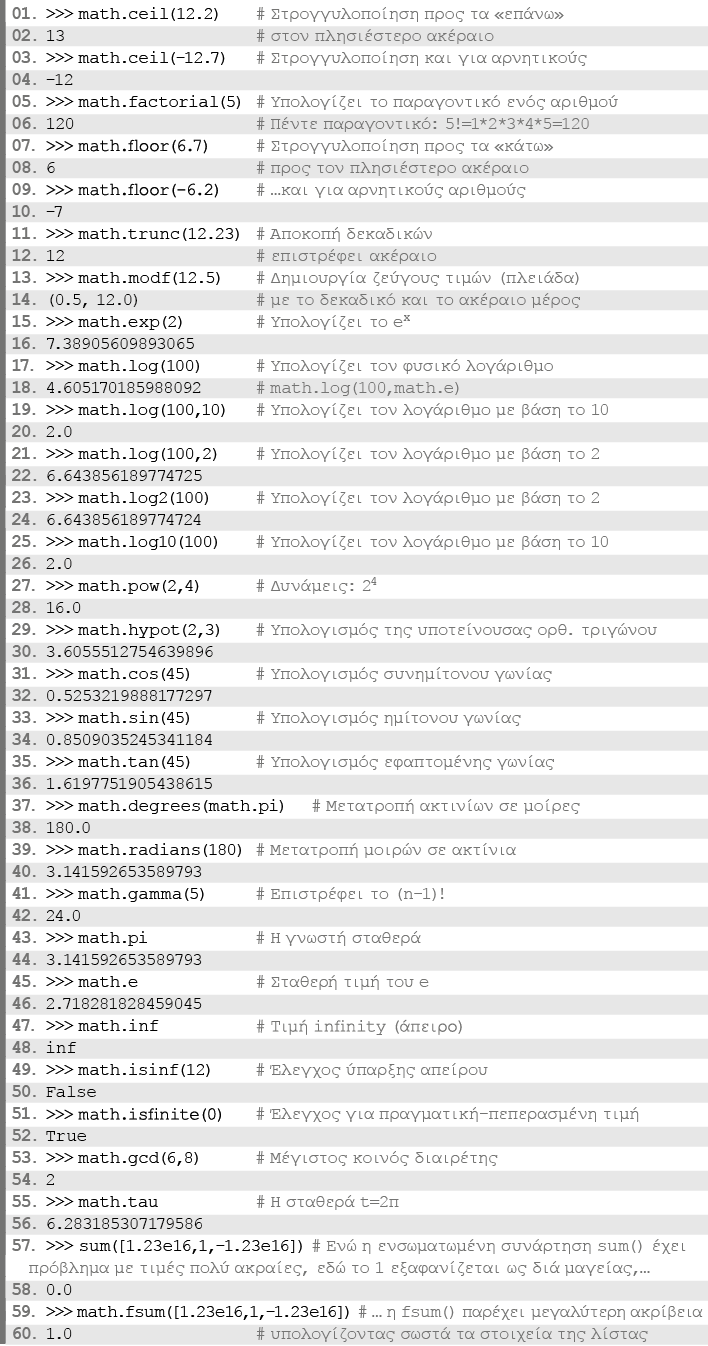 01. >>> math.ceil(12.2) # Στρογγυλοποίηση προς τα «επάνω»
02. 13 # στον πλησιέστερο ακέραιο
03. >>> math.ceil(-12.7) # Στρογγυλοποίηση και για αρνητικούς
04. -12
05. >>> math.factorial(5) # Υπολογίζει το παραγοντικό ενός αριθμού
06. 120 # Πέντε παραγοντικό: 5!=1*2*3*4*5=120
07. >>> math.floor(6.7) # Στρογγυλοποίηση προς τα «κάτω»
08. 6 # προς τον πλησιέστερο ακέραιο
09. >>> math.floor(-6.2) # …και για αρνητικούς αριθμούς
10. -7
11. >>> math.trunc(12.23) # Αποκοπή δεκαδικών
12. 12 # επιστρέφει ακέραιο
13. >>> math.modf(12.5) # Δημιουργία ζεύγους τιμών (πλειάδα)
14. (0.5, 12.0) # με το δεκαδικό και το ακέραιο μέρος
15. >>> math.exp(2) # Υπολογίζει το eˣ
16. 7.38905609893065
17. >>> math.log(100) # Υπολογίζει τον φυσικό λογάριθμο
18. 4.605170185988092 # math.log(100,math.e)
19. >>> math.log(100,10) # Υπολογίζει τον λογάριθμο με βάση το 10
20. 2.0
21. >>> math.log(100,2) # Υπολογίζει τον λογάριθμο με βάση το 2
22. 6.643856189774725
23. >>> math.log2(100) # Υπολογίζει τον λογάριθμο με βάση το 2
24. 6.643856189774724
25. >>> math.log10(100) # Υπολογίζει τον λογάριθμο με βάση το 10
26. 2.0
27. >>> math.pow(2,4) # Δυνάμεις: 2⁴
28. 16.0
29. >>> math.hypot(2,3) # Υπολογισμός της υποτείνουσας ορθ. τριγώνου
30. 3.6055512754639896
31. >>> math.cos(45) # Υπολογισμός συνημίτονου γωνίας
32. 0.5253219888177297
33. >>> math.sin(45) # Υπολογισμός ημίτονου γωνίας
34. 0.8509035245341184
35. >>> math.tan(45) # Υπολογισμός εφαπτομένης γωνίας
36. 1.6197751905438615
37. >>> math.degrees(math.pi) # Μετατροπή ακτινίων σε μοίρες
38. 180.0
39. >>> math.radians(180) # Μετατροπή μοιρών σε ακτίνια
40. 3.141592653589793
41. >>> math.gamma(5) # Επιστρέφει το (n-1)!
42. 24.0
43. >>> math.pi # Η γνωστή σταθερά
44. 3.141592653589793
45. >>> math.e # Σταθερή τιμή του e
46. 2.718281828459045
47. >>> math.inf # Τιμή infinity (άπειρο)
48. inf
49. >>> math.isinf(12) # Έλεγχος ύπαρξης απείρου
50. False
51. >>> math.isfinite(0) # Έλεγχος για πραγματική-πεπερασμένη τιμή
52. True
53. >>> math.gcd(6,8) # Μέγιστος κοινός διαιρέτης
54. 2
55. >>> math.tau # Η σταθερά t=2π
56. 6.283185307179586
57. >>> sum([1.23e16,1,-1.23e16]) # Ενώ η ενσωματωμένη συνάρτηση sum() έχει
πρόβλημα με τιμές πολύ ακραίες, εδώ το 1 εξαφανίζεται ως διά μαγείας,…
58. 0.0
59. >>> math.fsum([1.23e16,1,-1.23e16]) # … η fsum() παρέχει μεγαλύτερη ακρίβεια
60. 1.0 # υπολογίζοντας σωστά τα στοιχεία της λίστας